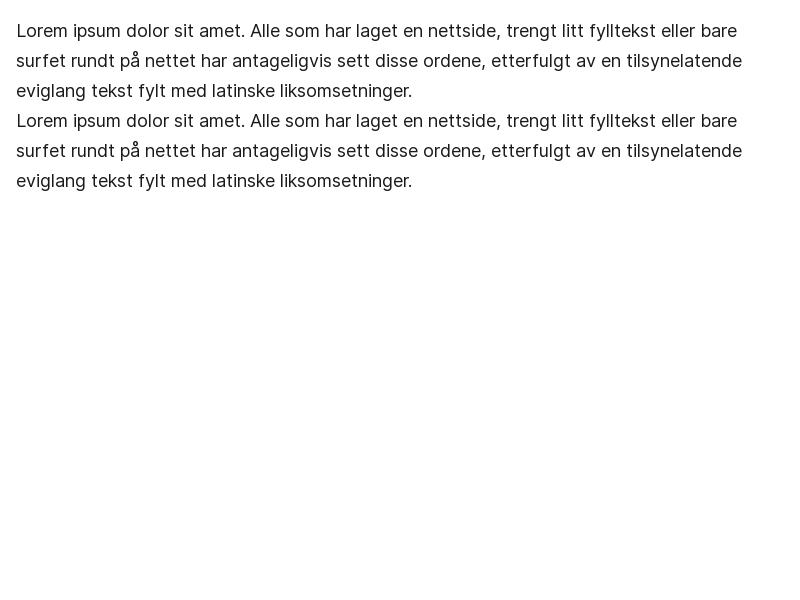 Lorem ipsum dolor sit amet. Alle som har laget en nettside, trengt litt fylltekst eller bare
surfet rundt på nettet har antageligvis sett disse ordene, etterfulgt av en tilsynelatende
eviglang tekst fylt med latinske liksomsetninger.
Lorem ipsum dolor sit amet. Alle som har laget en nettside, trengt litt fylltekst eller bare
surfet rundt på nettet har antageligvis sett disse ordene, etterfulgt av en tilsynelatende
eviglang tekst fylt med latinske liksomsetninger.